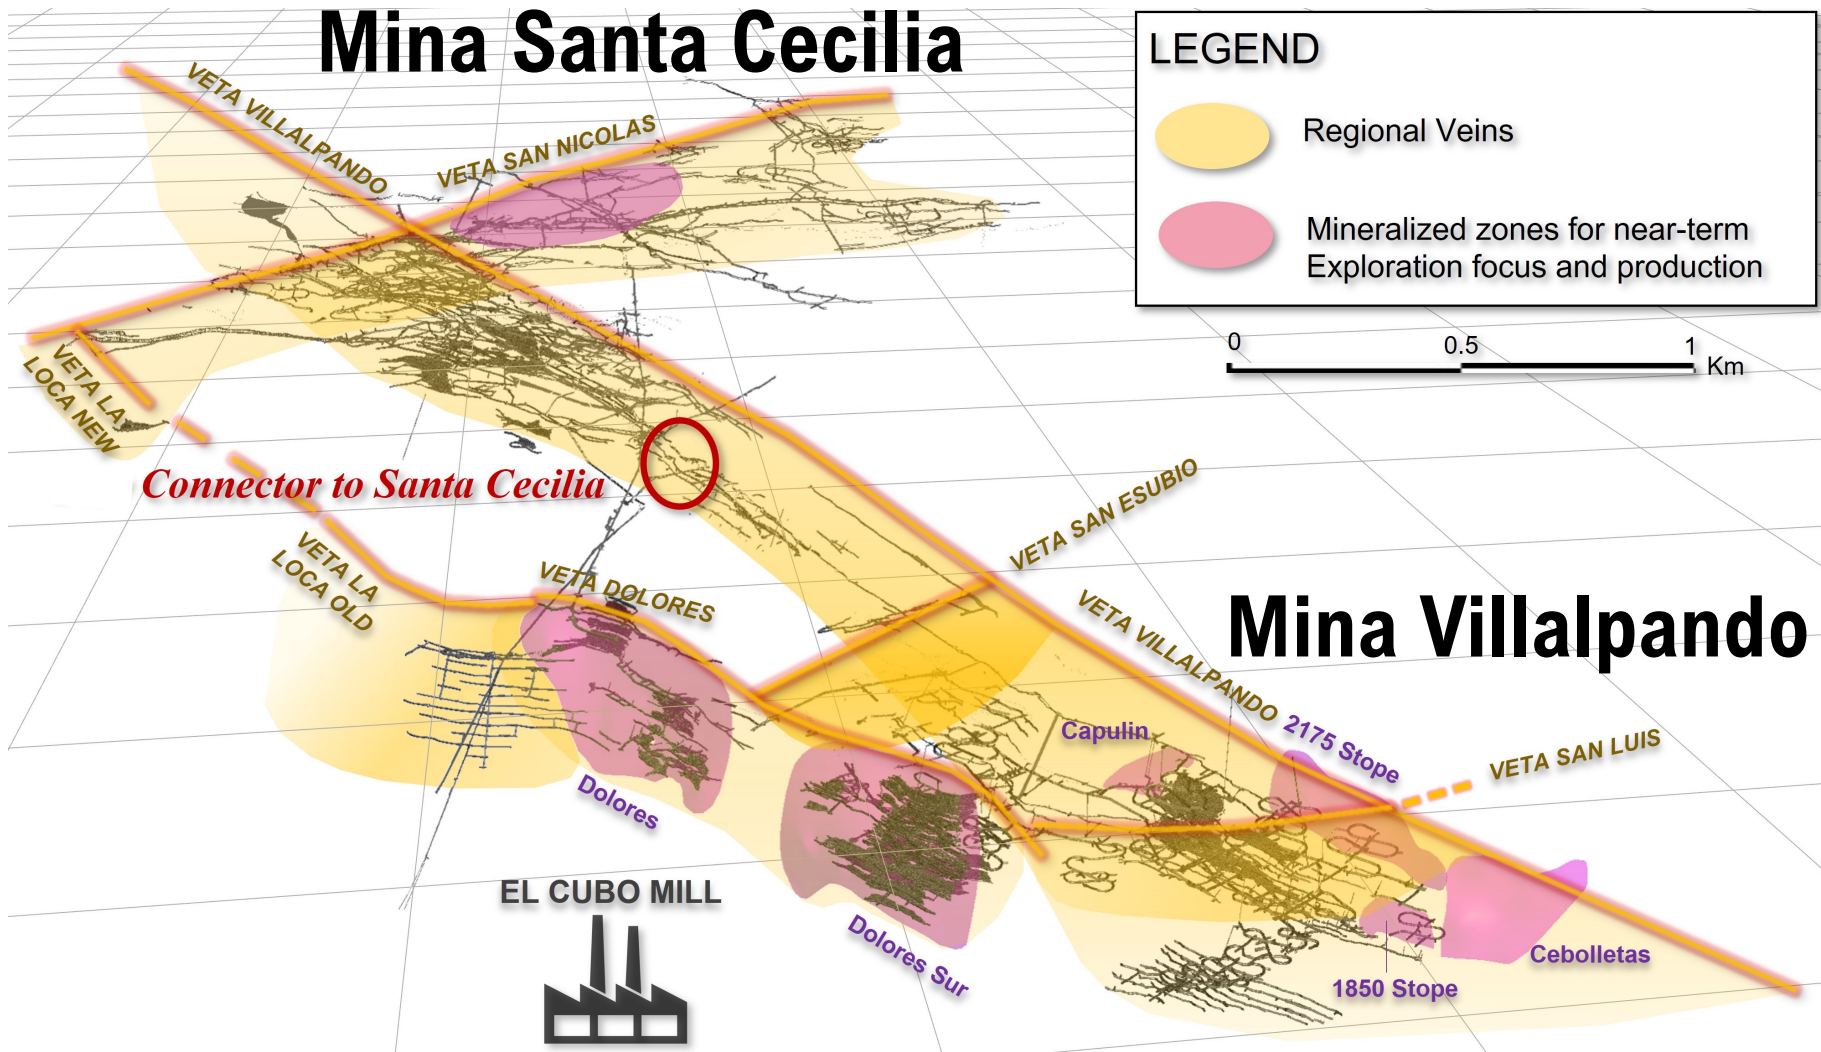 Mina Santa Cecilia
LEGEND
Regional Veins
Mineralized zones for near-term
Exploration focus and production
0
0.5
1
Km
VETA VILLALPANDO
VETA SAN NICOLAS
VETA LA
LOCA NEW
Connector to Santa Cecilia
VETA SAN ESUBIO
VETA LA
LOCA OLD
VETA DOLORES
VETA VILLALPANDO
Mina Villalpando
Capulin
2175 Stope
VETA SAN LUIS
Dolores
EL CUBO MILL
Dolores Sur
Cebolletas
1850 Stope